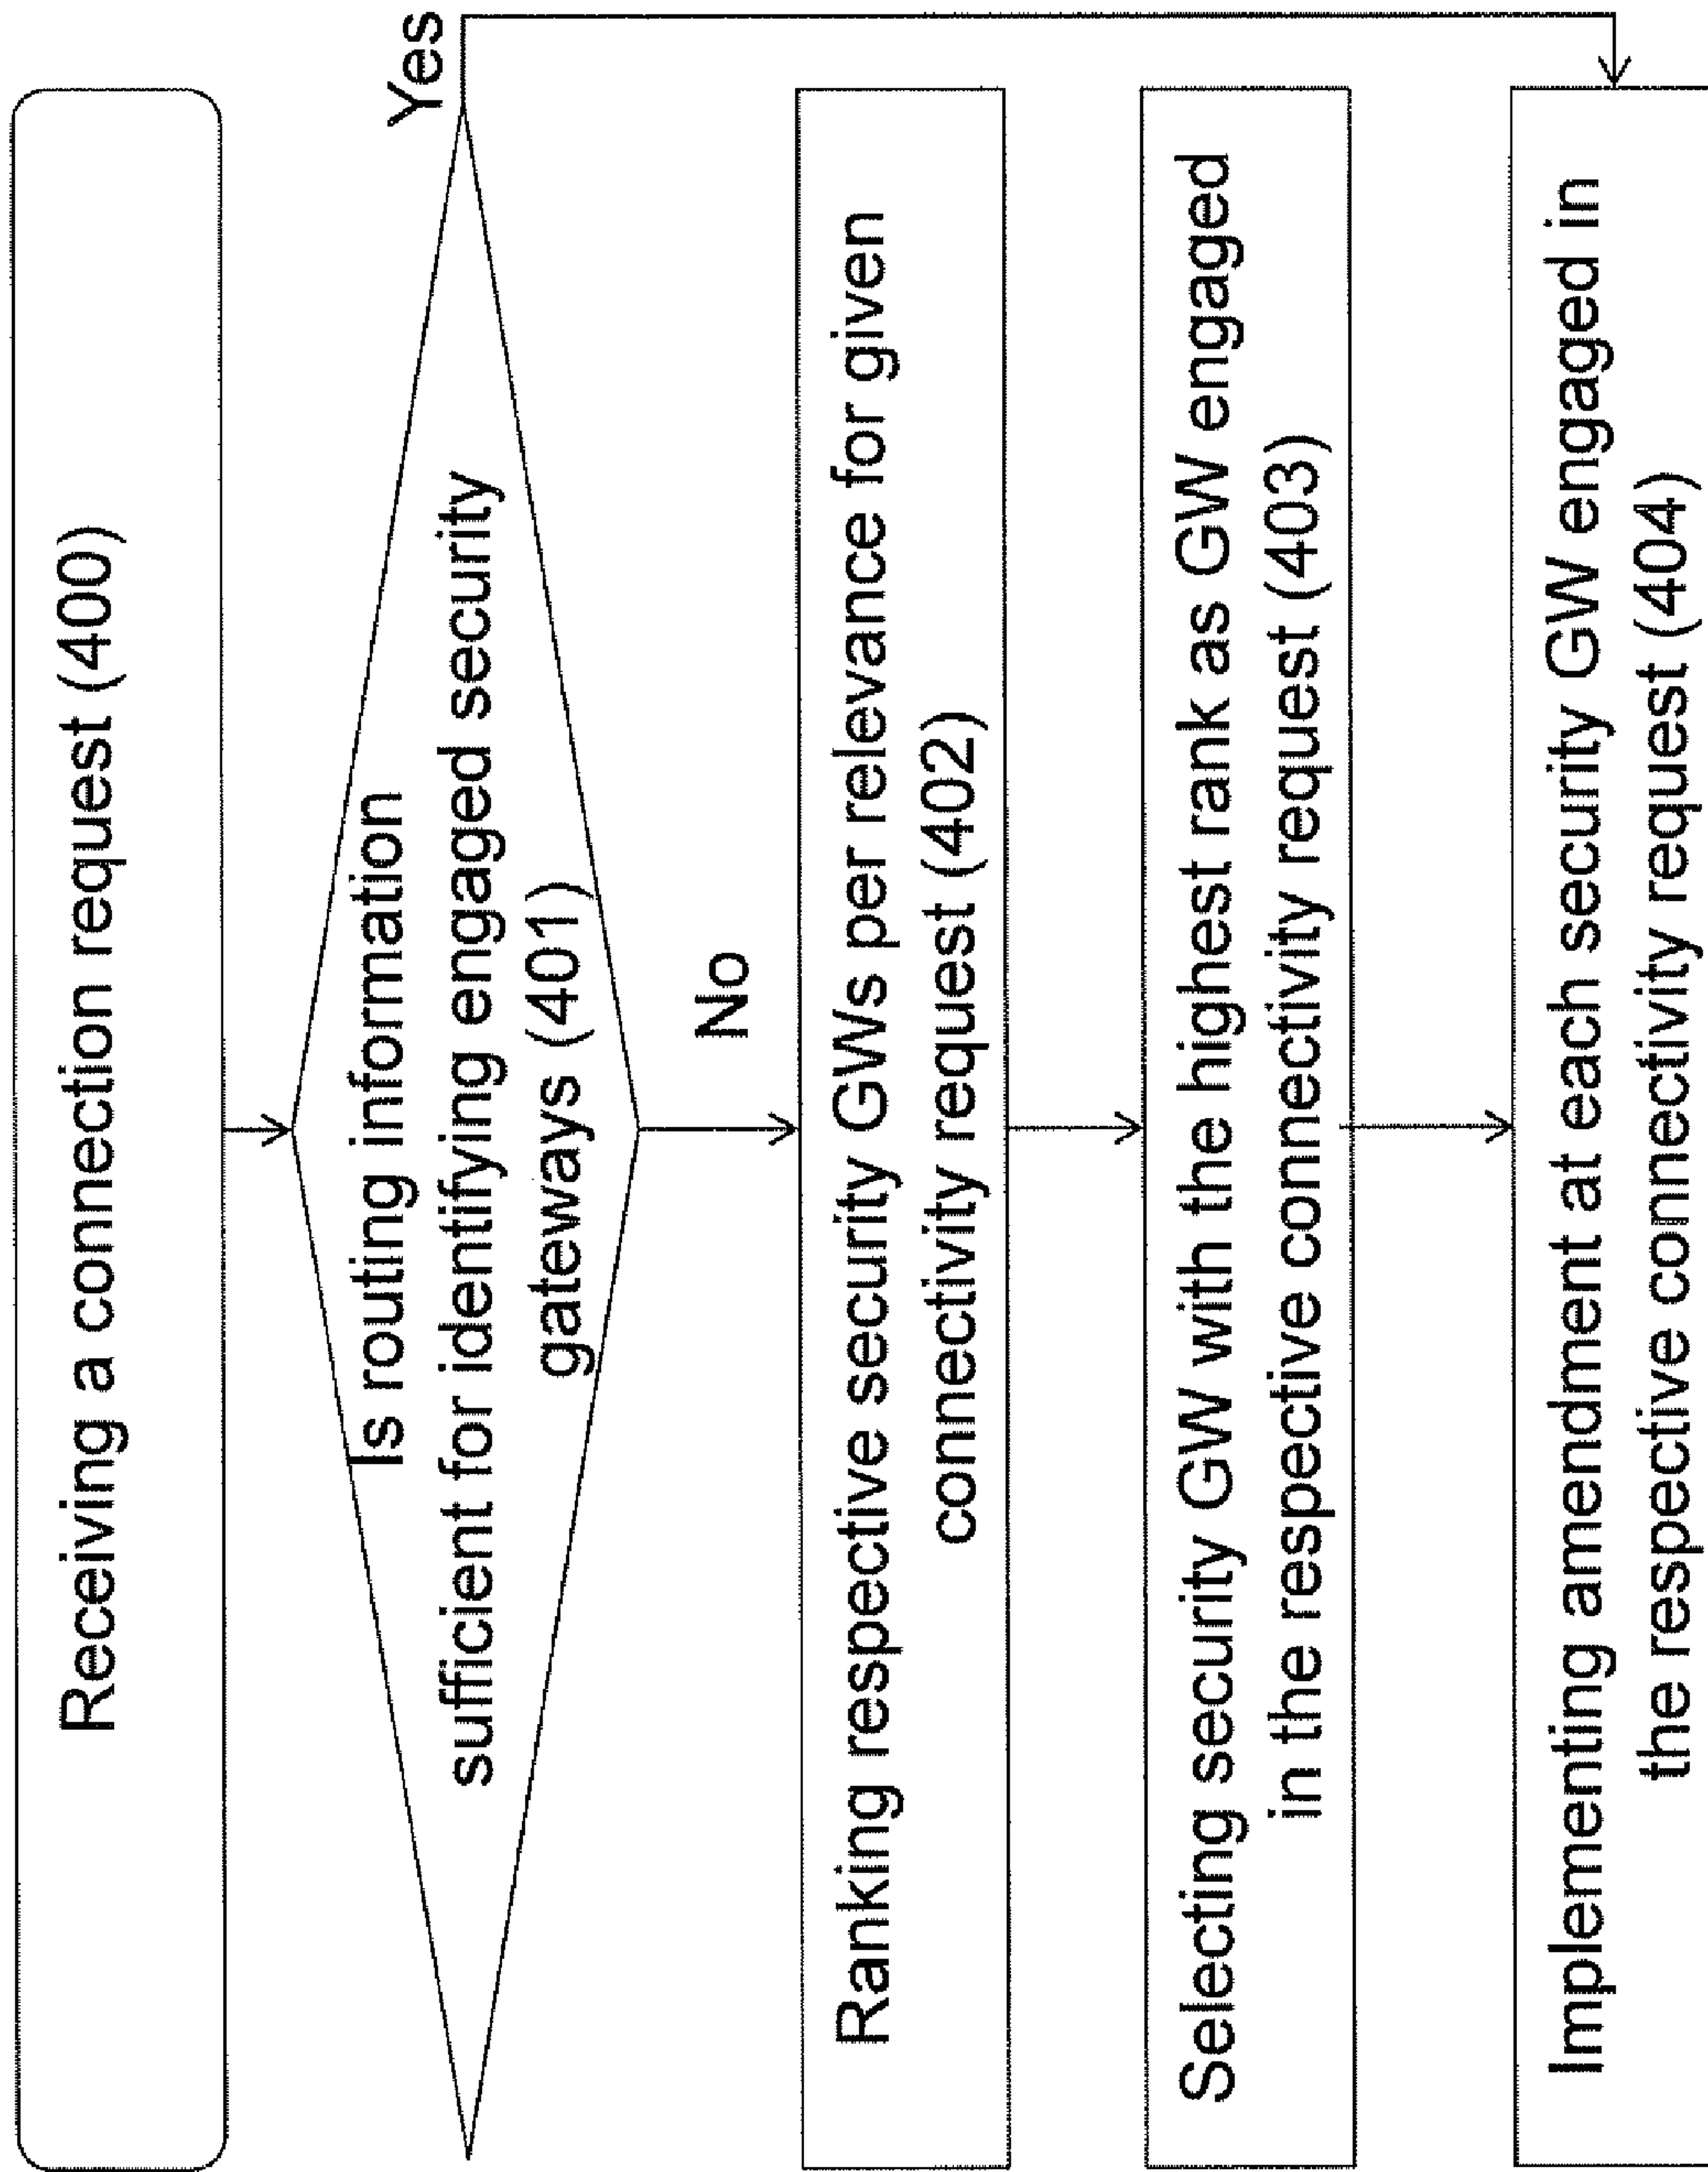 Receiving a connection request (400)
Is routing information
sufficient for identifying engaged security
gateways (401)
Yes
No
Ranking respective security GWs per relevance for given
connectivity request (402)
Selecting security GW with the highest rank as GW engaged
in the respective connectivity request (403)
Implementing amendment at each security GW engaged in
the respective connectivity request (404)